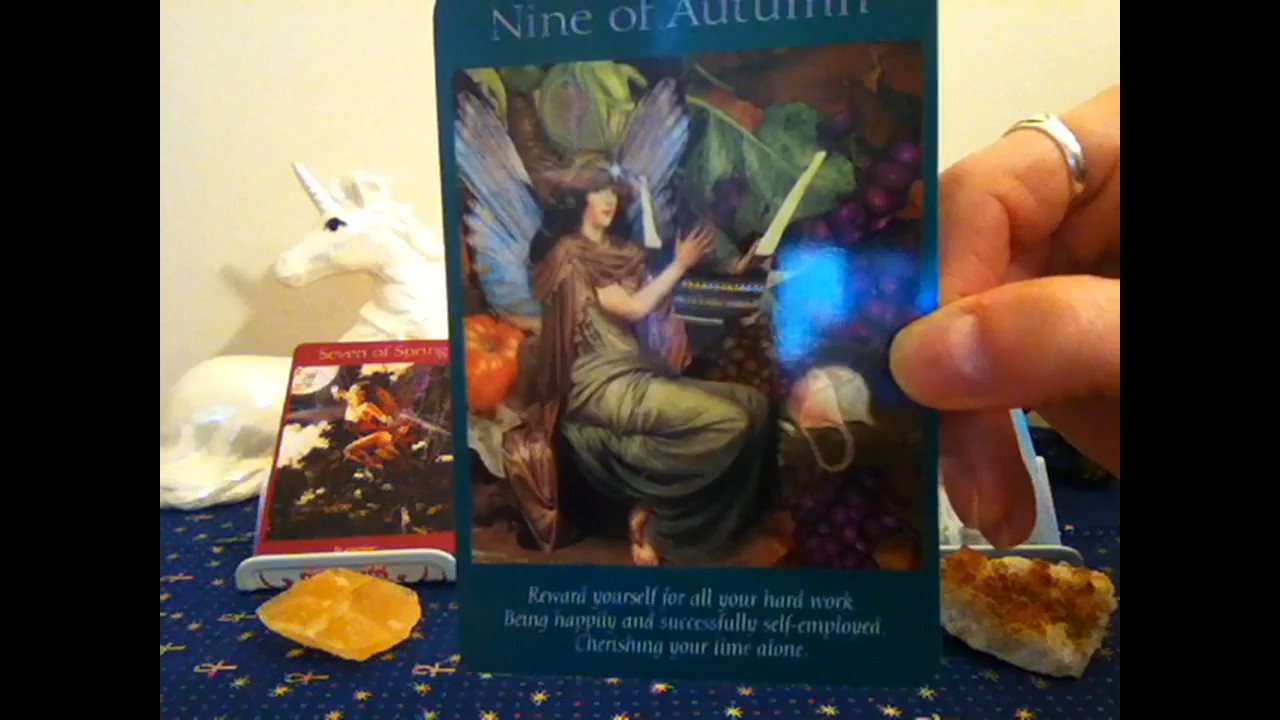 Nine of Autumn
Seven of Spring
Reward yourself for all your hard work.
Being happily and successfully self-employed.
Cherishing your time alone.